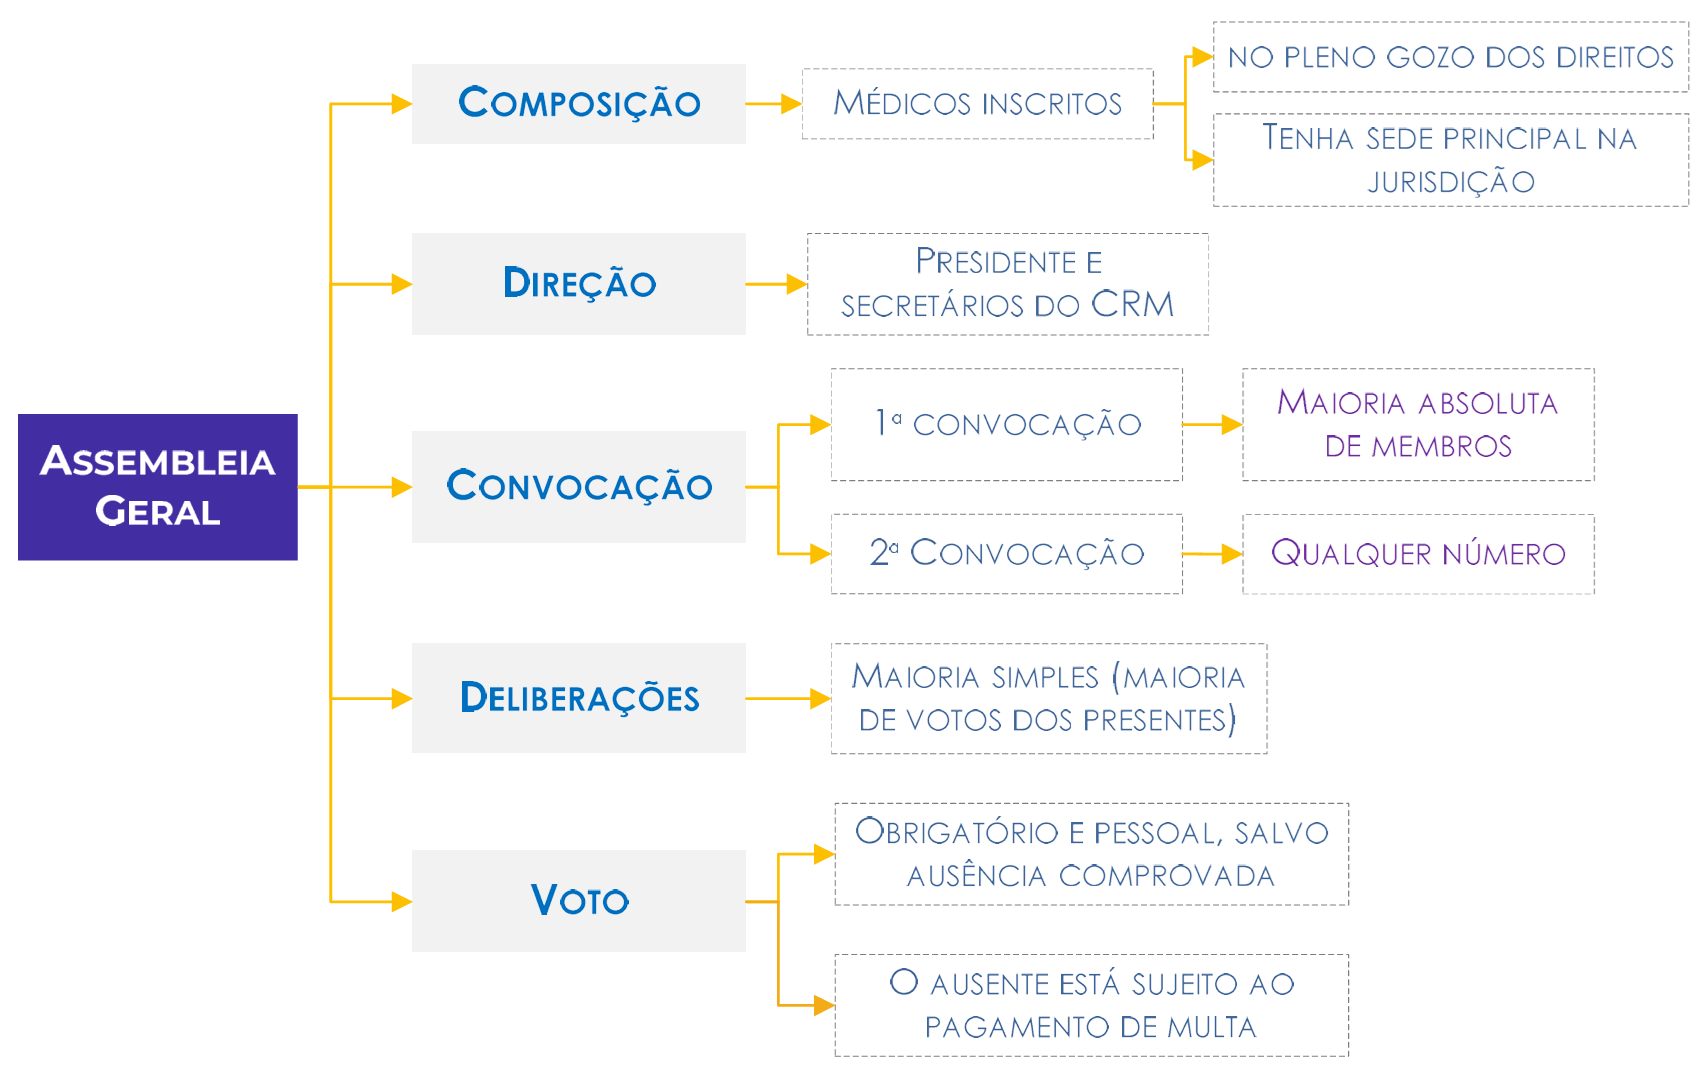 Assembleia
Geral
Composição
Médicos inscritos
no pleno gozo dos direitos
Tenha sede principal na
jurisdição
Direção
Presidente e
secretários do CRM
Convocação
1ª convocação
Maioria absoluta
de membros
2ª Convocação
Qualquer número
Deliberações
Maioria simples (maioria
de votos dos presentes)
Voto
Obrigatório e pessoal, salvo
ausência comprovada
O ausente está sujeito ao
pagamento de multa